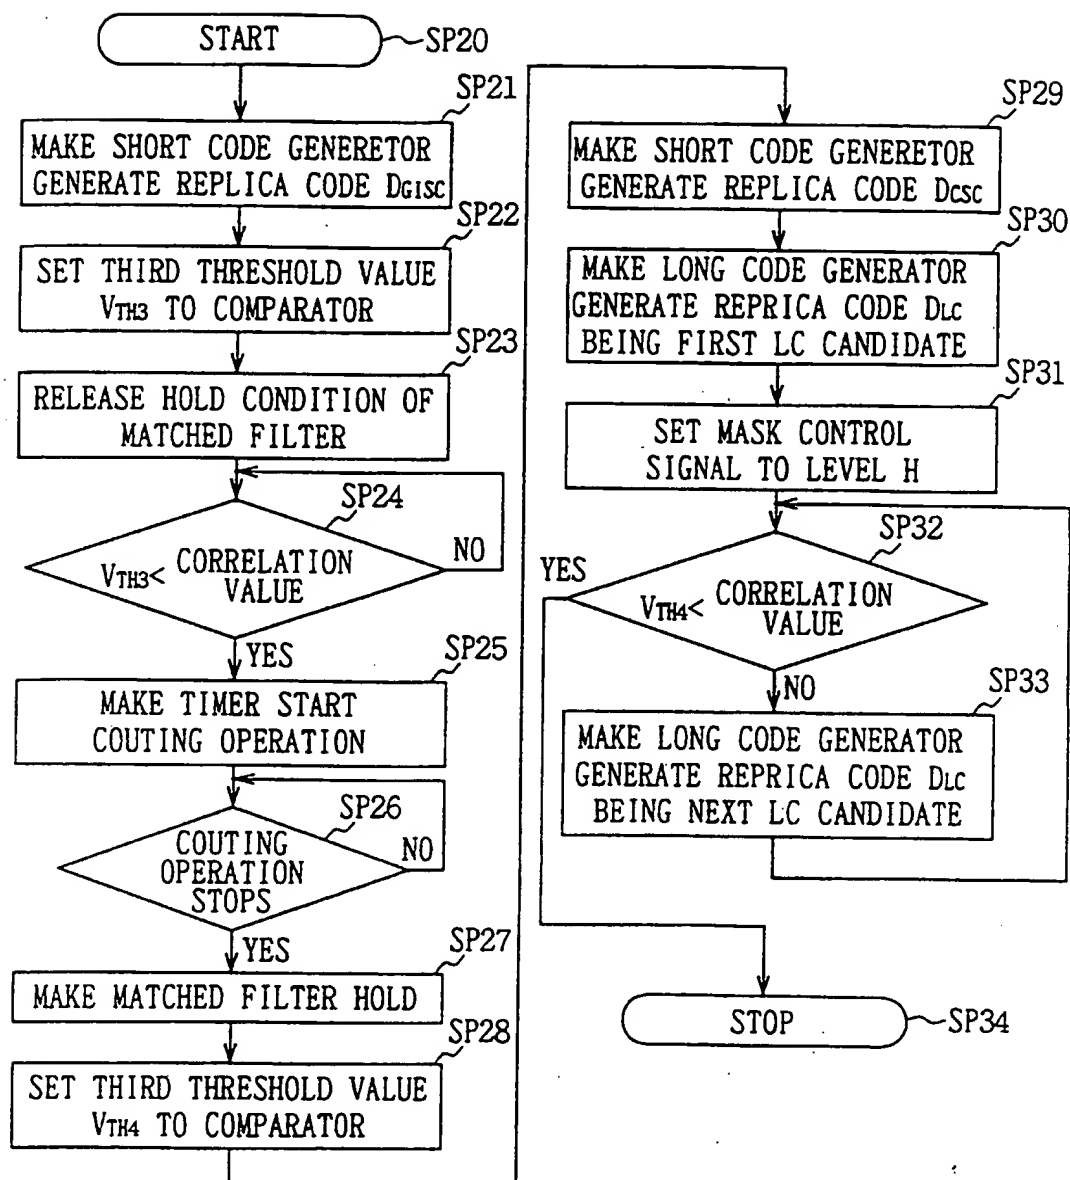 START
SP20
SP21
MAKE SHORT CODE GENERETOR
GENERATE REPLICA CODE DGISC
SP22
SET THIRD THRESHOLD VALUE
VTH3 TO COMPARATOR
SP23
RELEASE HOLD CONDITION OF
MATCHED FILTER
SP24
VTH3< CORRELATION
VALUE
NO
YES
SP25
MAKE TIMER START
COUTING OPERATION
SP26
COUTING
OPERATION
STOPS
NO
YES
SP27
MAKE MATCHED FILTER HOLD
SP28
SET THIRD THRESHOLD VALUE
VTH4 TO COMPARATOR
SP29
MAKE SHORT CODE GENERETOR
GENERATE REPLICA CODE DCSC
SP30
MAKE LONG CODE GENERATOR
GENERATE REPRICA CODE DLC
BEING FIRST LC CANDIDATE
SP31
SET MASK CONTROL
SIGNAL TO LEVEL H
SP32
YES
VTH4< CORRELATION
VALUE
NO
SP33
MAKE LONG CODE GENERATOR
GENERATE REPRICA CODE DLC
BEING NEXT LC CANDIDATE
STOP
SP34